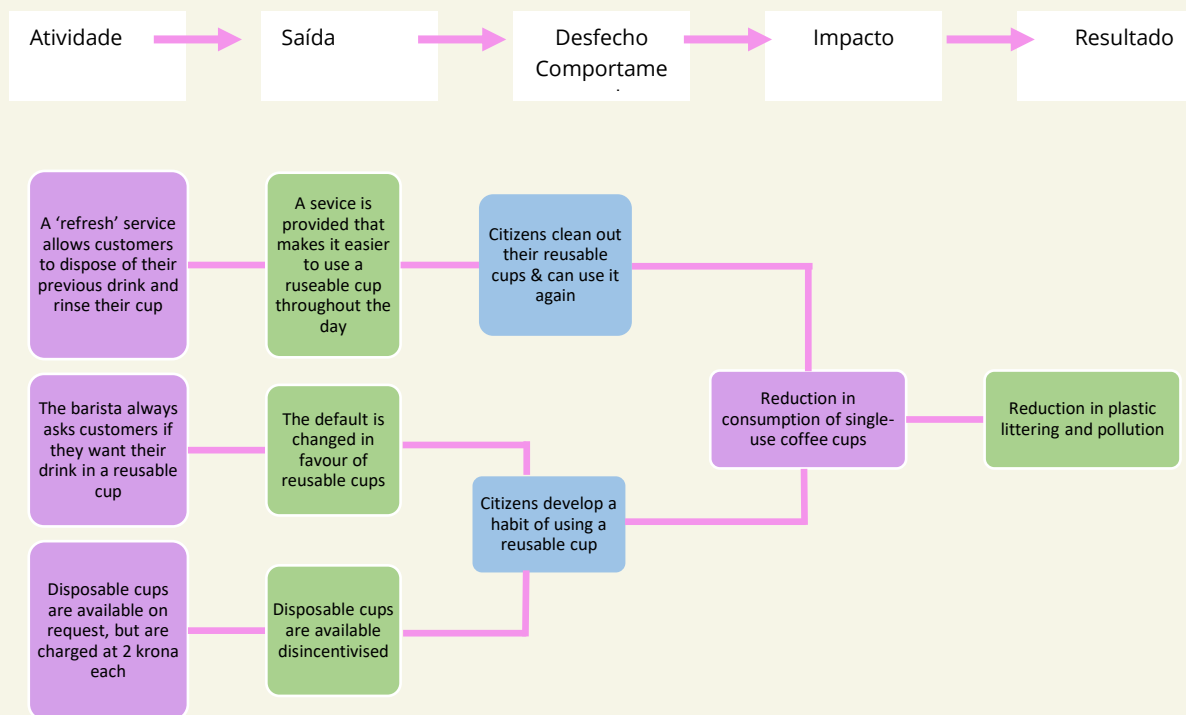 Atividade
Saída
Desfecho
Comportame
Impacto
Resultado
A ‘refresh’ service
allows customers
to dispose of their
previous drink and
rinse their cup
A sevice is
provided that
makes it easier
to use a
ruseable cup
throughout the
day
Citizens clean out
their reusable
cups & can use it
again
The barista always
asks customers if
they want their
drink in a reusable
cup
The default is
changed in
favour of
reusable cups
Citizens develop a
habit of using a
reusable cup
Reduction in
consumption of single-
use coffee cups
Reduction in plastic
littering and pollution
Disposable cups
are available on
request, but are
charged at 2 krona
each
Disposable cups
are available
disincentivised